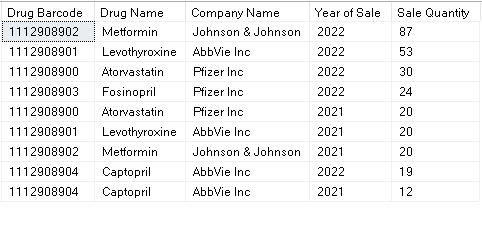 Drug Barcode Drug Name Company Name Year of Sale Sale Quantity
1112908902 Metformin Johnson & Johnson 2022 87
1112908901 Levothyroxine AbbVie Inc 2022 53
1112908900 Atorvastatin Pfizer Inc 2022 30
1112908903 Fosinopril Pfizer Inc 2022 24
1112908900 Atorvastatin Pfizer Inc 2021 20
1112908901 Levothyroxine AbbVie Inc 2021 20
1112908902 Metformin Johnson & Johnson 2021 20
1112908904 Captopril AbbVie Inc 2022 19
1112908904 Captopril AbbVie Inc 2021 12